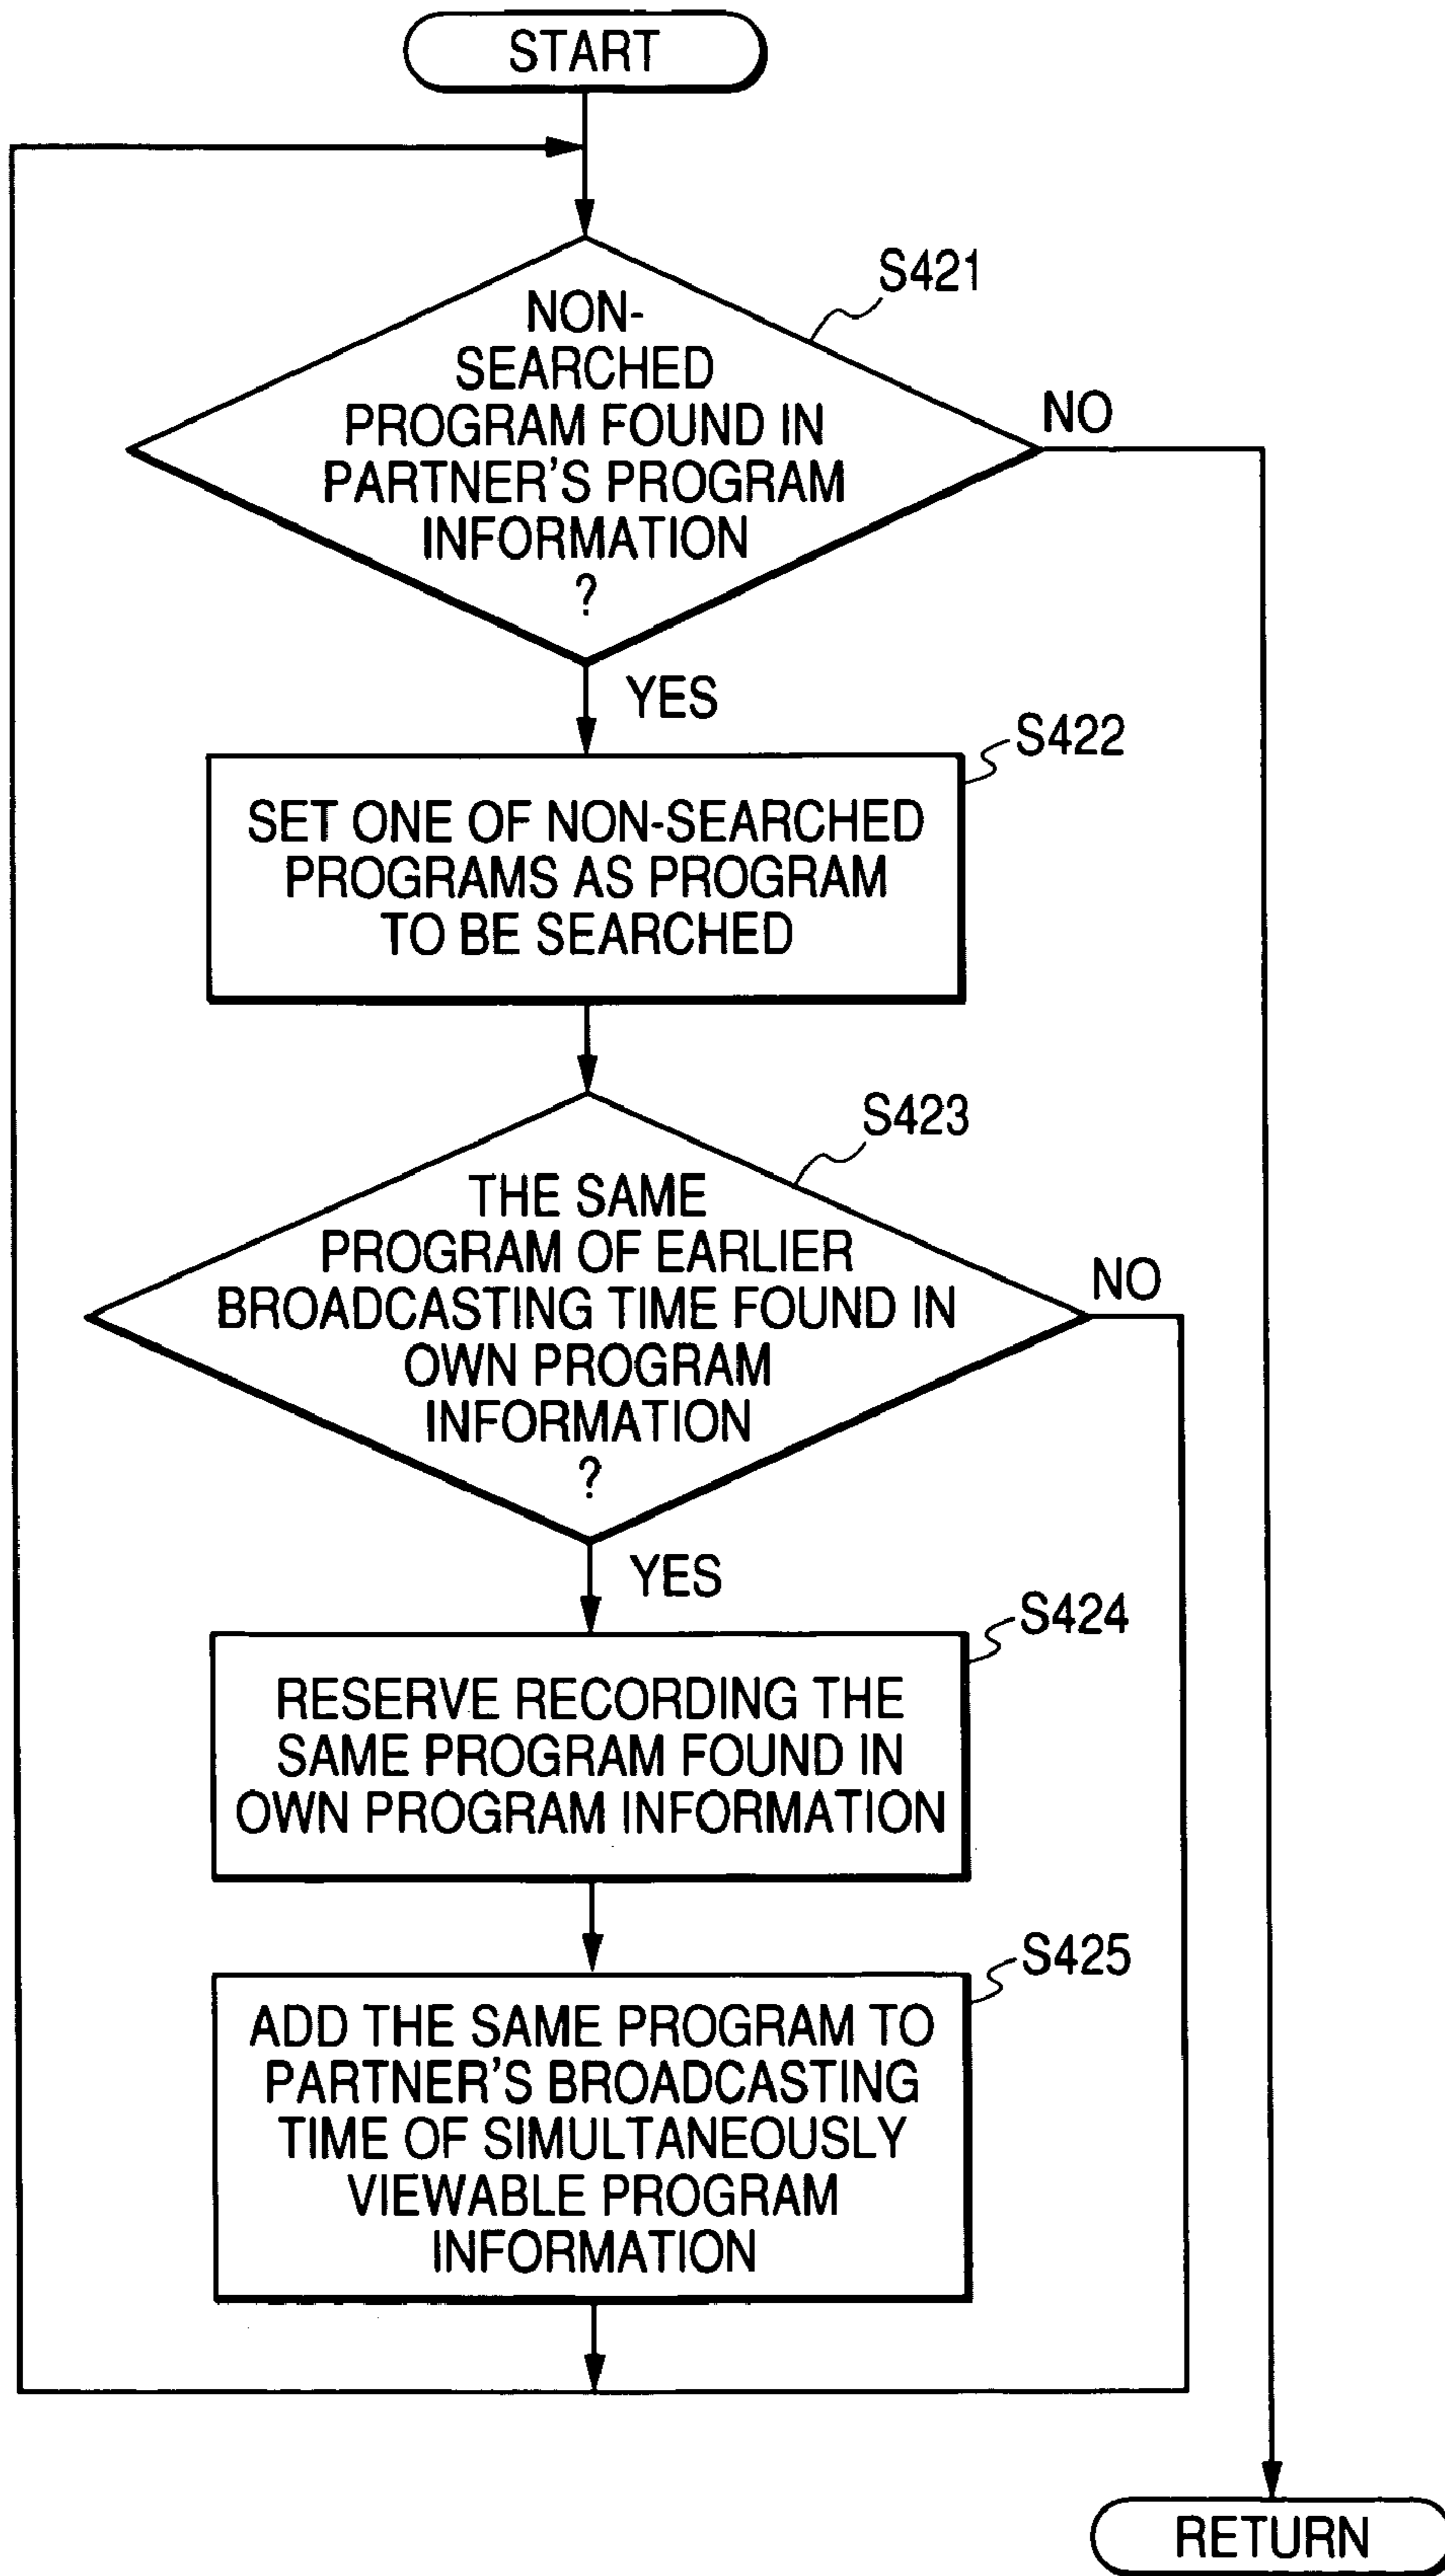 START
S421
NON-
SEARCHED
PROGRAM FOUND IN
PARTNER'S PROGRAM
INFORMATION
?
NO
YES
S422
SET ONE OF NON-SEARCHED
PROGRAMS AS PROGRAM
TO BE SEARCHED
S423
THE SAME
PROGRAM OF EARLIER
BROADCASTING TIME FOUND IN
OWN PROGRAM
INFORMATION
?
NO
YES
S424
RESERVE RECORDING THE
SAME PROGRAM FOUND IN
OWN PROGRAM INFORMATION
S425
ADD THE SAME PROGRAM TO
PARTNER'S BROADCASTING
TIME OF SIMULTANEOUSLY
VIEWABLE PROGRAM
INFORMATION
RETURN